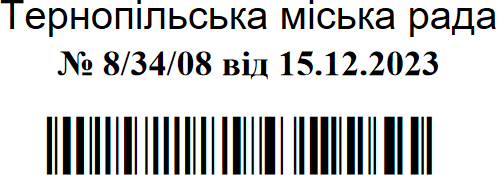 Тернопільська міська рада
№ 8/34/08 від 15.12.2023